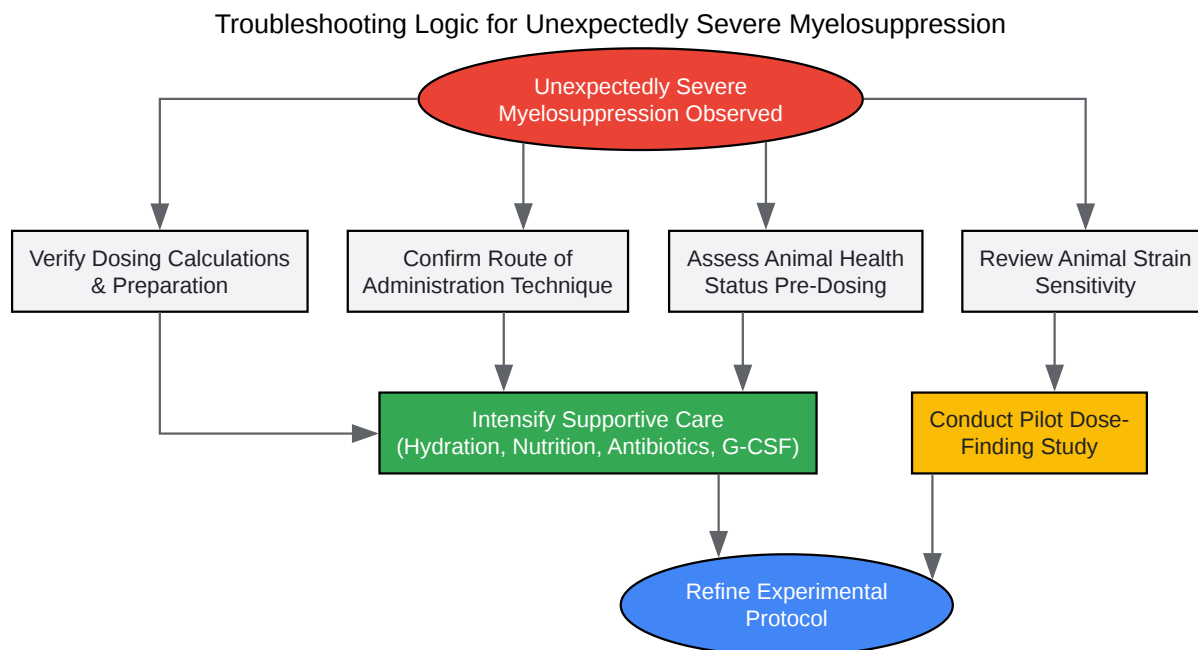 Troubleshooting Logic for Unexpectedly Severe Myelosuppression
Unexpectedly Severe
Myelosuppression Observed
Verify Dosing Calculations
& Preparation
Confirm Route of
Administration Technique
Assess Animal Health
Status Pre-Dosing
Review Animal Strain
Sensitivity
Intensify Supportive Care
(Hydration, Nutrition, Antibiotics, G-CSF)
Conduct Pilot Dose-
Finding Study
Refine Experimental
Protocol